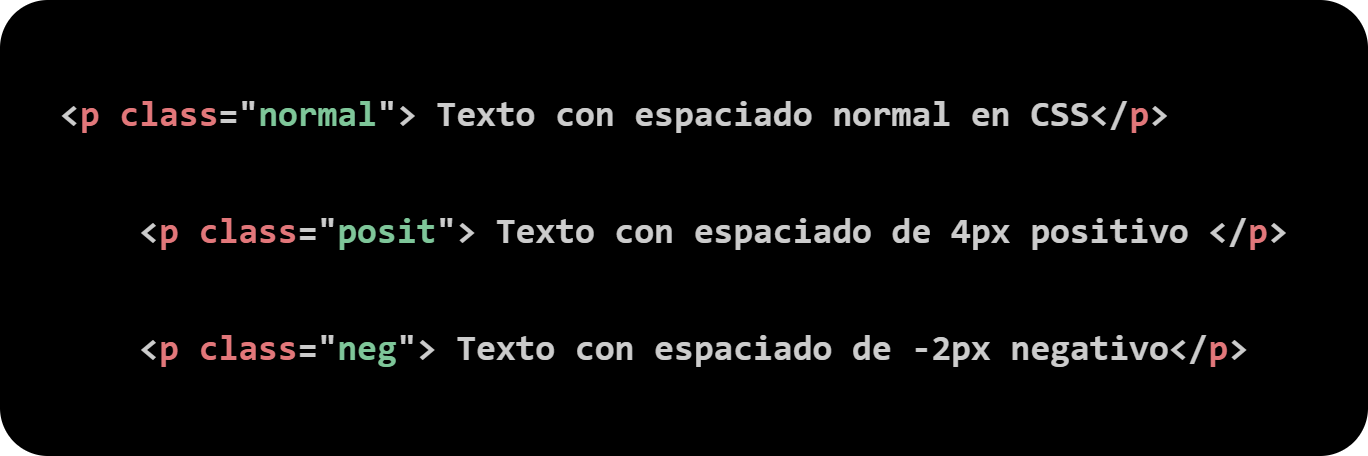 <p class="normal"> Texto con espaciado normal en CSS</p>
<p class="posit"> Texto con espaciado de 4px positivo </p>
<p class="neg"> Texto con espaciado de -2px negativo</p>